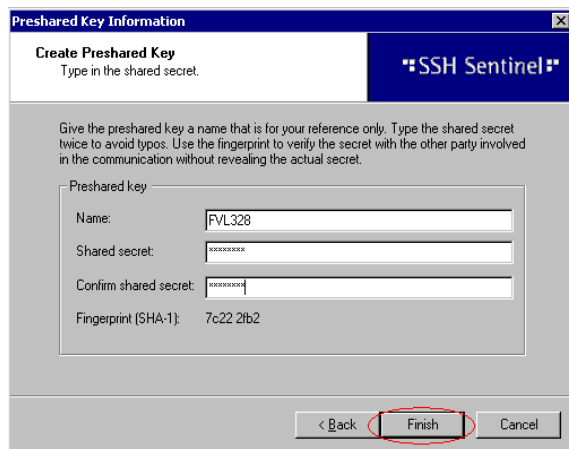 Preshared Key Information
Create Preshared Key
Type in the shared secret.
SSH Sentinel
Give the preshared key a name that is for your reference only. Type the shared secret
twice to avoid typos. Use the fingerprint to verify the secret with the other party involved
in the communication without revealing the actual secret.
Preshared key
Name: FVL328
Shared secret: ********
Confirm shared secret: ********
Fingerprint (SHA-1): 7c22 2fb2
< Back Finish Cancel